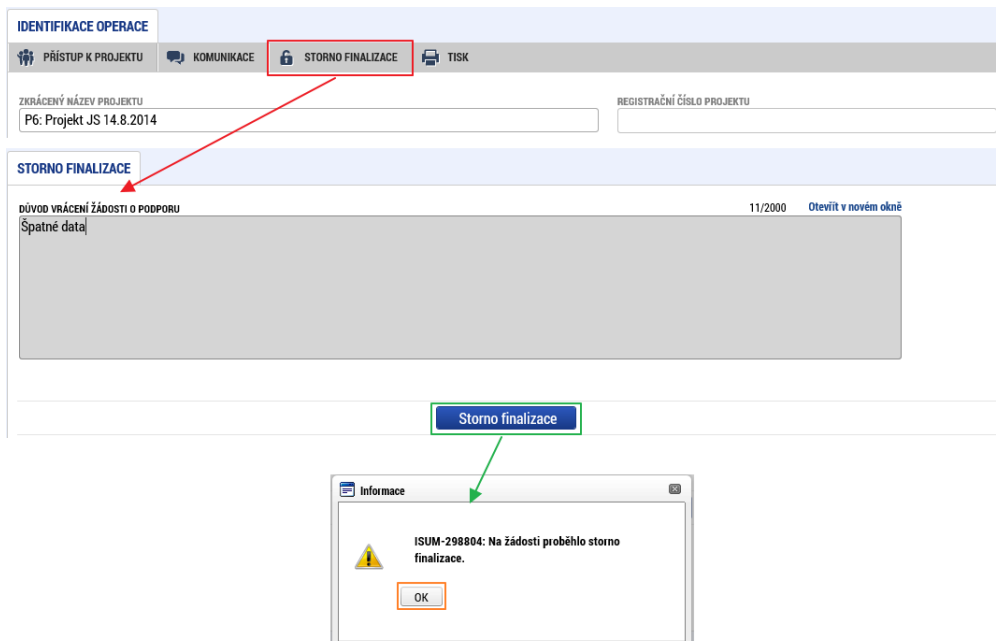 IDENTIFIKACE OPERACE
PŘÍSTUP K PROJEKTU KOMUNIKACE STORNO FINALIZACE TISK
ZKRÁCENÝ NÁZEV PROJEKTU REGISTRAČNÍ ČÍSLO PROJEKTU
P6: Projekt JS 14.8.2014
STORNO FINALIZACE
DŮVOD VRÁCENÍ ŽÁDOSTI O PODPORU 11/2000 Otevřít v novém okně
Špatné data
Storno finalizace
Informace
ISUM-298804: Na žádosti proběhlo storno
finalizace.
OK